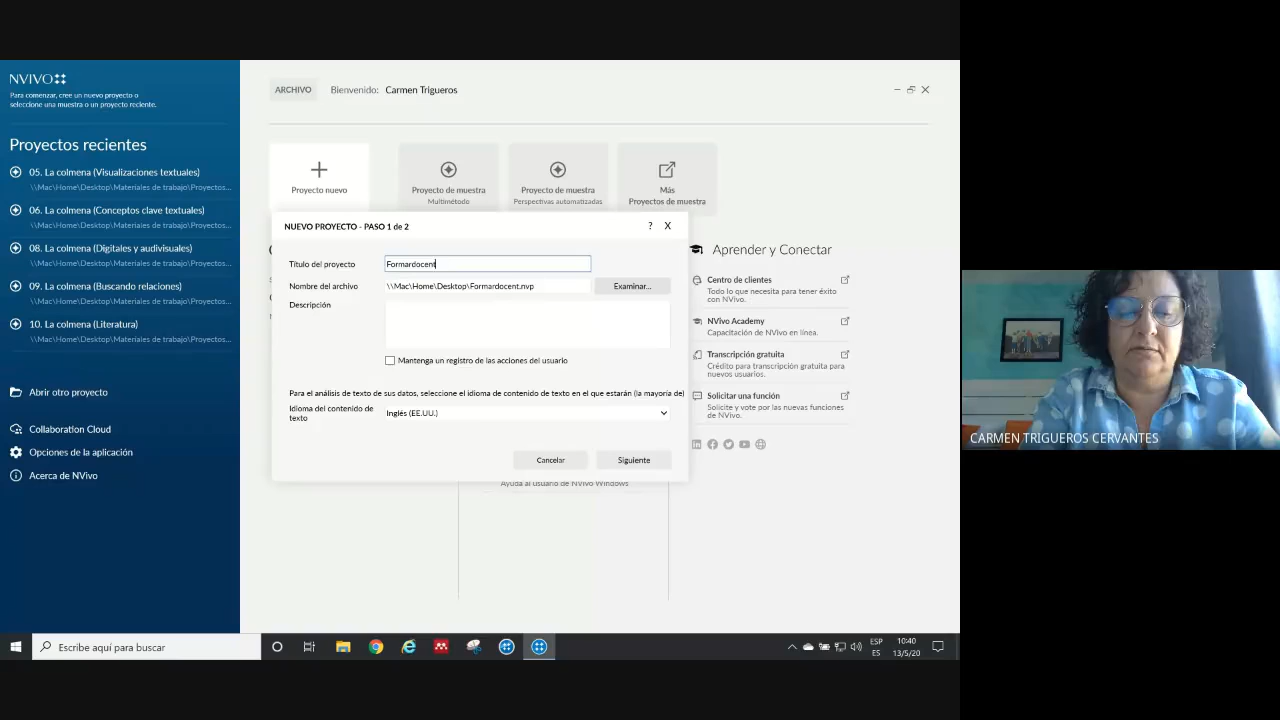 NVIVO
Para comenzar, cree un nuevo proyecto o
seleccione una muestra o un proyecto reciente.
Proyectos recientes
05. La colmena (Visualizaciones textuales)
\\Mac\Home\Desktop\Materiales de trabajo\Proyectos...
06. La colmena (Conceptos clave textuales)
\\Mac\Home\Desktop\Materiales de trabajo\Proyectos...
08. La colmena (Digitales y audivisuales)
\\Mac\Home\Desktop\Materiales de trabajo\Proyectos...
09. La colmena (Buscando relaciones)
\\Mac\Home\Desktop\Materiales de trabajo\Proyectos...
10. La colmena (Literatura)
\\Mac\Home\Desktop\Materiales de trabajo\Proyectos...
Abrir otro proyecto
Collaboration Cloud
Opciones de la aplicación
Acerca de NVivo
ARCHIVO Bienvenido: Carmen Trigueros
Proyecto nuevo
Proyecto de muestra
Multimétodo
Proyecto de muestra
Perspectivas automatizadas
Más
Proyectos de muestra
NUEVO PROYECTO - PASO 1 de 2 ? X
Título del proyecto Formardocent
Nombre del archivo \\Mac\Home\Desktop\Formardocent.nvp Examinar...
Descripción
Mantenga un registro de las acciones del usuario
Para el análisis de texto de sus datos, seleccione el idioma de contenido de texto en el que estarán (la mayoría de)
Idioma del contenido de
texto
Inglés (EE.UU.)
Cancelar Siguiente
Ayuda al usuario de NVivo Windows
Aprender y Conectar
Centro de clientes
Todo lo que necesita para tener éxito
con NVivo.
NVivo Academy
Capacitación de NVivo en línea.
Transcripción gratuita
Crédito para transcripción gratuita para
nuevos usuarios.
Solicitar una función
Solicite y vote por las nuevas funciones
de NVivo.
Escribe aquí para buscar
ESP
ES
10:40
13/5/20
CARMEN TRIGUEROS CERVANTES